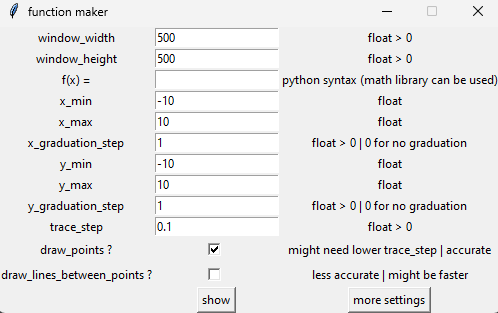 function maker
window_width 500 float > 0
window_height 500 float > 0
f(x) = python syntax (math library can be used)
x_min -10 float
x_max 10 float
x_graduation_step 1 float > 0 | 0 for no graduation
y_min -10 float
y_max 10 float
y_graduation_step 1 float > 0 | 0 for no graduation
trace_step 0.1 float > 0
draw_points ? might need lower trace_step | accurate
draw_lines_between_points ? less accurate | might be faster
show more settings